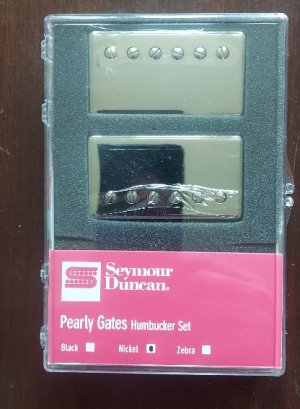 Seymour
Duncan®
Pearly Gates Humbucker Set
Black Nickel Zebra